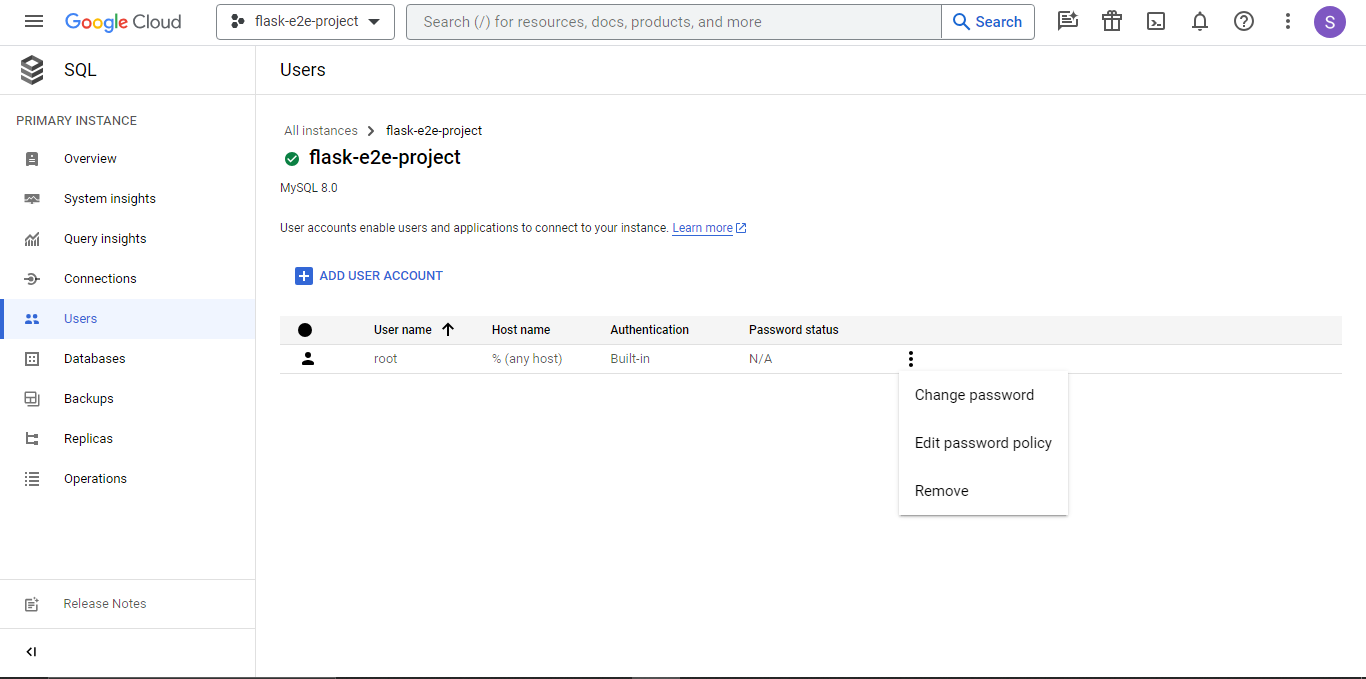 Google Cloud
flask-e2e-project
Search (/) for resources, docs, products, and more
Search
S
SQL
Users
PRIMARY INSTANCE
Overview
System insights
Query insights
Connections
Users
Databases
Backups
Replicas
Operations
Release Notes
All instances
flask-e2e-project
flask-e2e-project
MySQL 8.0
User accounts enable users and applications to connect to your instance. Learn more
ADD USER ACCOUNT
User name Host name Authentication Password status
root % (any host) Built-in N/A
Change password
Edit password policy
Remove